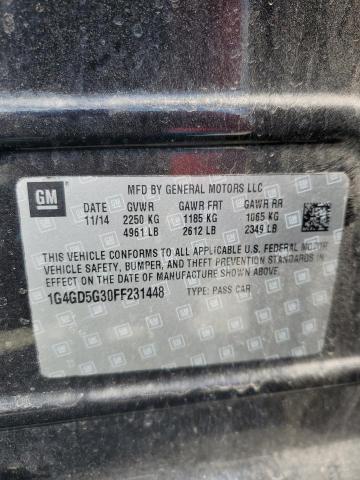 GM
MFD BY GENERAL MOTORS LLC
DATE GVWR GAWR FRT GAWR RR
11/14 2250 KG 1185 KG 1065 KG
4961 LB 2612 LB 2349 LB
THIS VEHICLE CONFORMS TO ALL APPLICABLE U.S. FEDERAL MOTOR
VEHICLE SAFETY, BUMPER, AND THEFT PREVENTION STANDARDS IN
EFFECT ON THE DATE OF MANUFACTURE SHOWN ABOVE.
1G4GD5G30FF231448 TYPE: PASS CAR